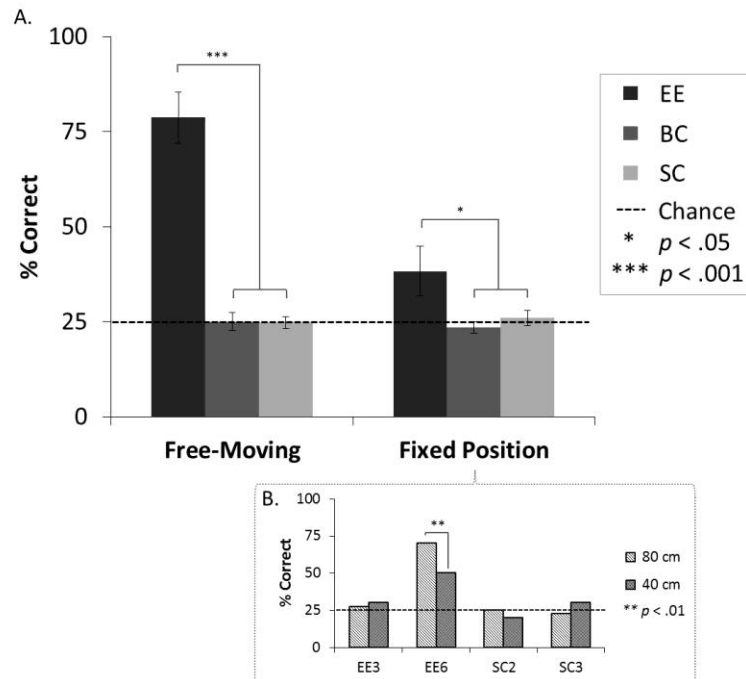 A.
100
75
50
25
0
% Correct
***
*
Free-Moving
Fixed Position
EE
BC
SC
Chance
* p < .05
*** p < .001
B.
100
75
50
25
0
% Correct
**
EE3
EE6
SC2
SC3
80 cm
40 cm
** p < .01